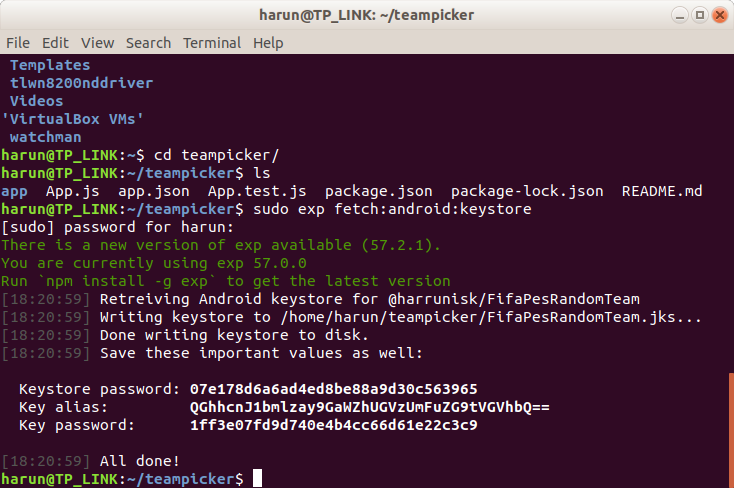 harun@TP_LINK: ~/teampicker
File Edit View Search Terminal Help
Templates
tlwn8200nddriver
Videos
'VirtualBox VMs'
watchman
harun@TP_LINK:~$ cd teampicker/
harun@TP_LINK:~/teampicker$ ls
app App.js app.json App.test.js package.json package-lock.json README.md
harun@TP_LINK:~/teampicker$ sudo exp fetch:android:keystore
[sudo] password for harun:
There is a new version of exp available (57.2.1).
You are currently using exp 57.0.0
Run `npm install -g exp` to get the latest version
[18:20:59] Retreiving Android keystore for @harrunisk/FifaPesRandomTeam
[18:20:59] Writing keystore to /home/harun/teampicker/FifaPesRandomTeam.jks...
[18:20:59] Done writing keystore to disk.
[18:20:59] Save these important values as well:
Keystore password: 07e178d6a6ad4ed8be88a9d30c563965
Key alias: QGhhcnJ1bmlzay9GaWZhUGVzUmFuZG9tVGVhbQ==
Key password: 1ff3e07fd9d740e4b4cc66d61e22c3c9
[18:20:59] All done!
harun@TP_LINK:~/teampicker$